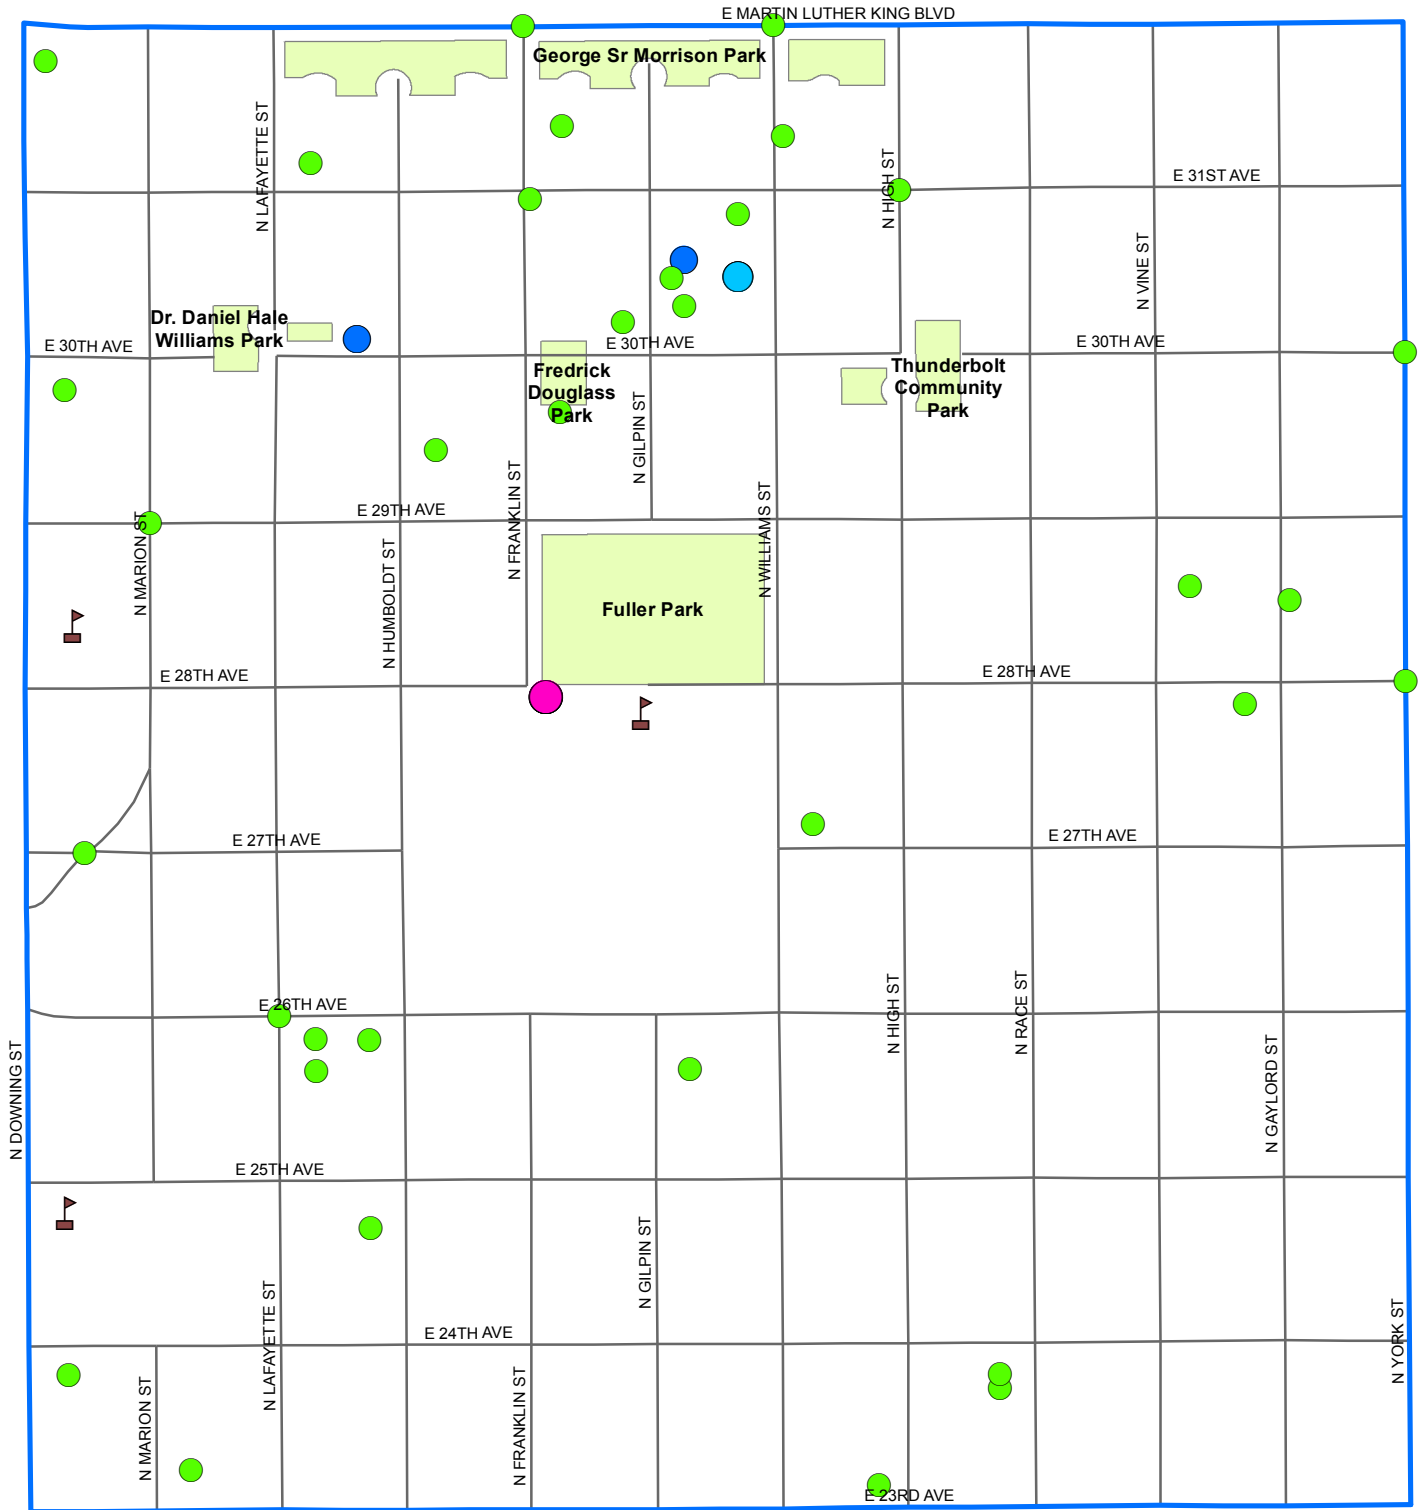 E MARTIN LUTHER KING BLVD
George Sr Morrison Park
N LAFAYETTE ST
N HIGH ST
E 31ST AVE
N VINE ST
Dr. Daniel Hale
Williams Park
E 30TH AVE
E 30TH AVE
E 30TH AVE
Fredrick
Douglass
Park
Thunderbolt
Community
Park
N GILPIN ST
N FRANKLIN ST
N WILLIAMS ST
E 29TH AVE
N MARION ST
N HUMBOLDT ST
Fuller Park
E 28TH AVE
E 28TH AVE
E 27TH AVE
E 27TH AVE
E 26TH AVE
N HIGH ST
N RACE ST
N DOWNING ST
N GAYLORD ST
E 25TH AVE
N GILPIN ST
N LAFAYETTE ST
E 24TH AVE
N YORK ST
N MARION ST
N FRANKLIN ST
E 23RD AVE